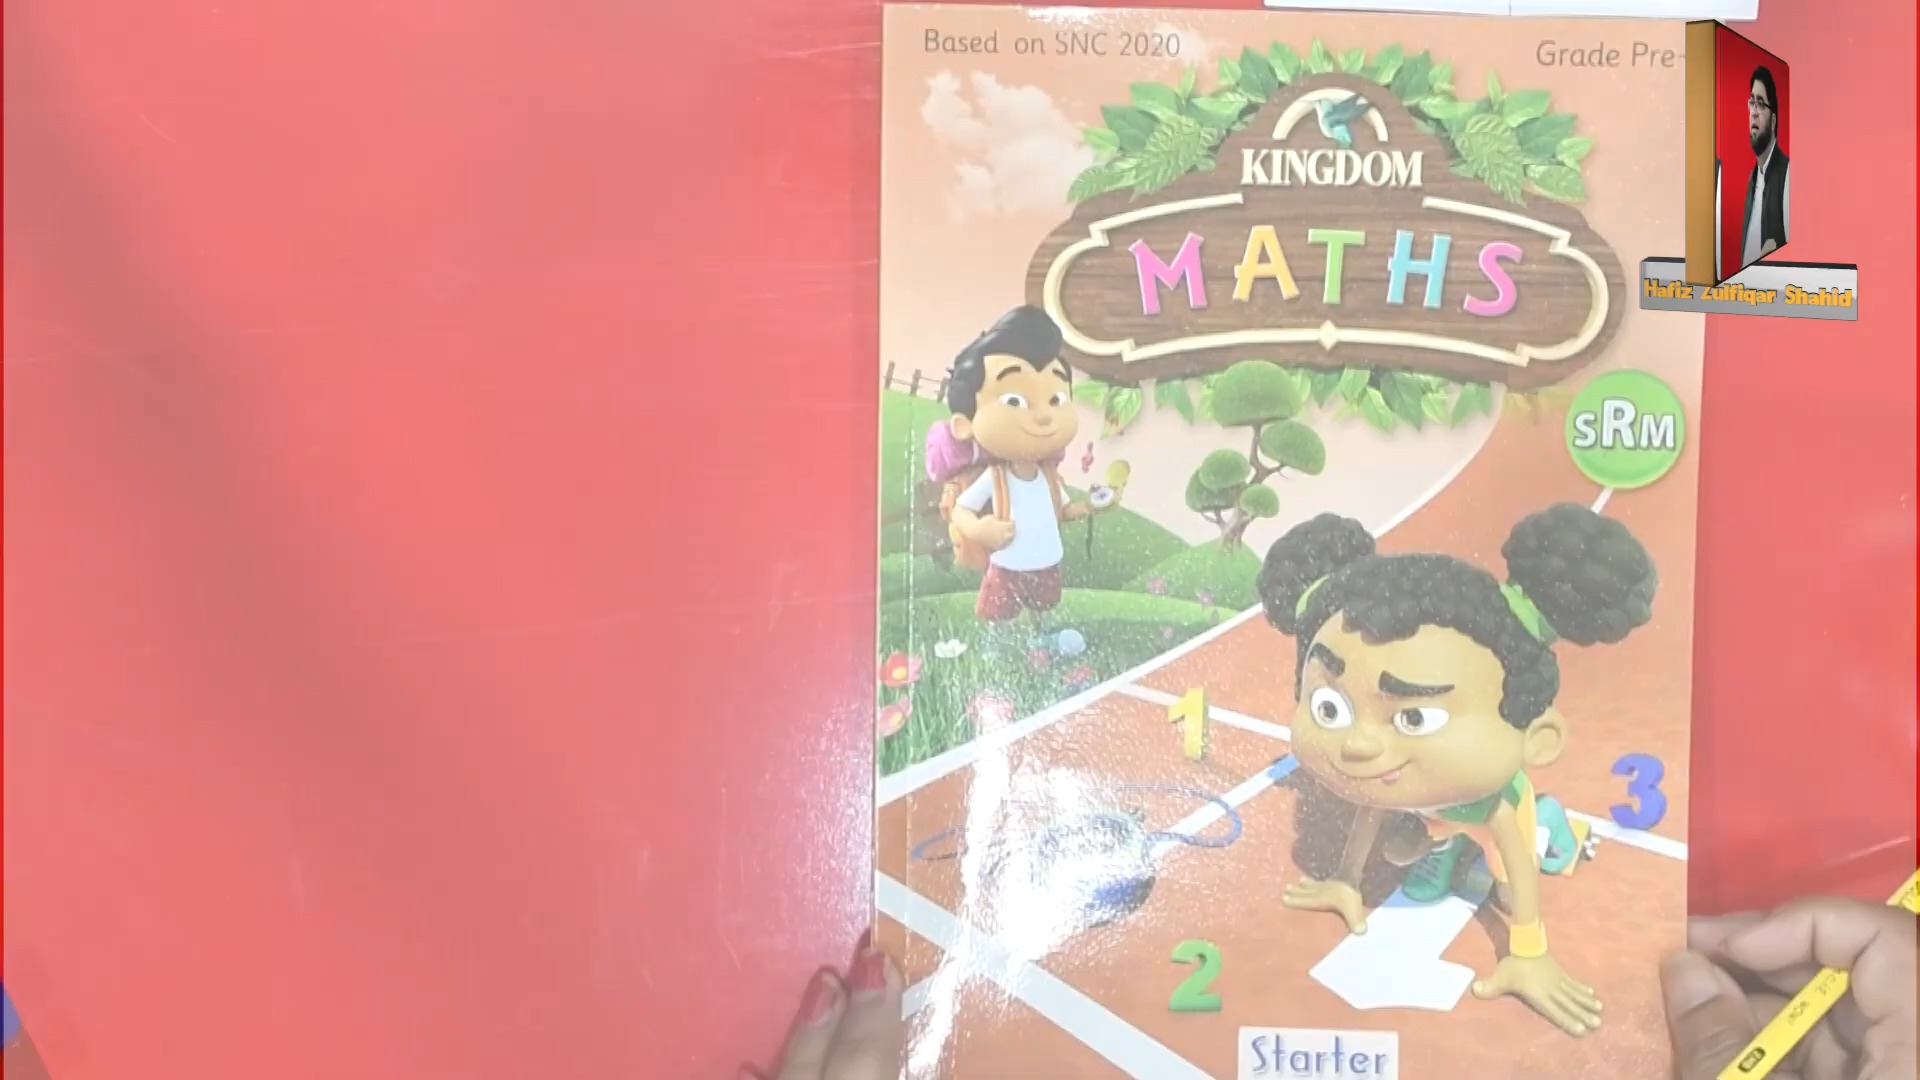 Based on SNC 2020
Grade Pre-
KINGDOM
MATHS
SRM
Hafiz Zulfiqar Shahid
1
3
2
Starter